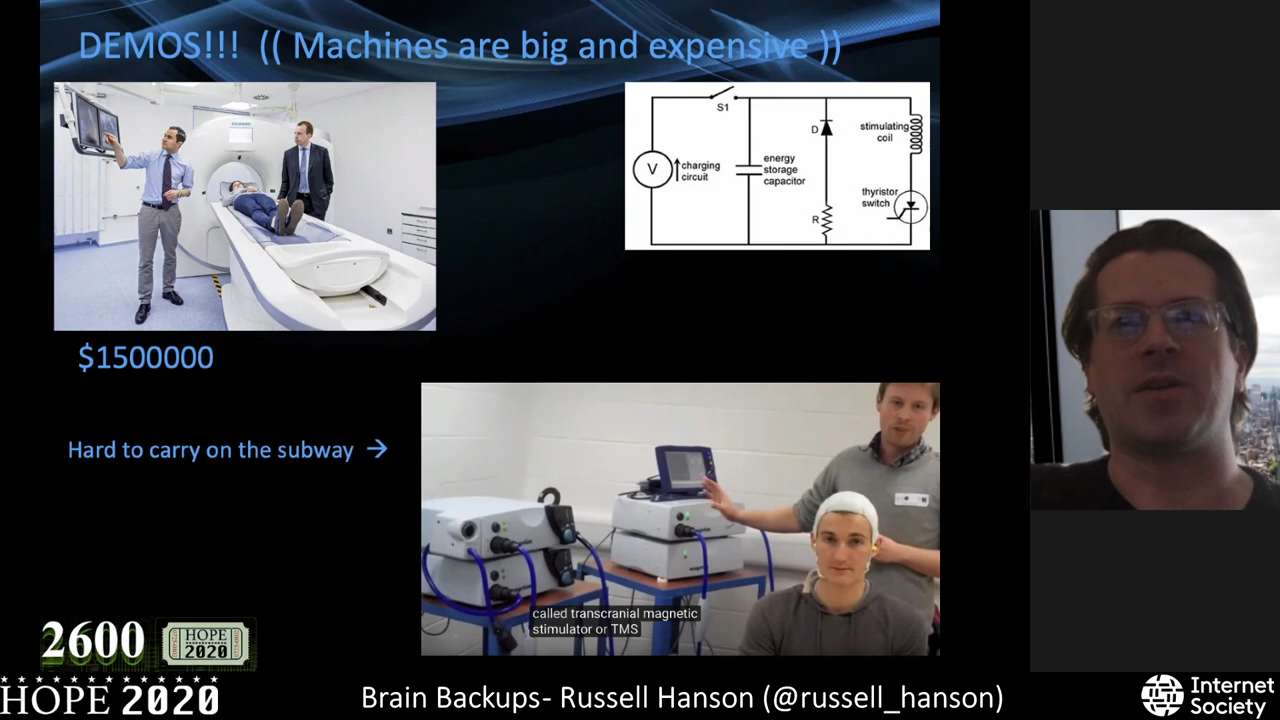 DEMOS!!! (( Machines are big and expensive ))
S1
D
stimulating
coil
V
charging
circuit
energy
storage
capacitor
thyristor
switch
R
$1500000
Hard to carry on the subway →
called transcranial magnetic
stimulator or TMS
2600
HOPE
2020
HOPE 2020
Brain Backups- Russell Hanson (@russell_hanson)
Internet
Society